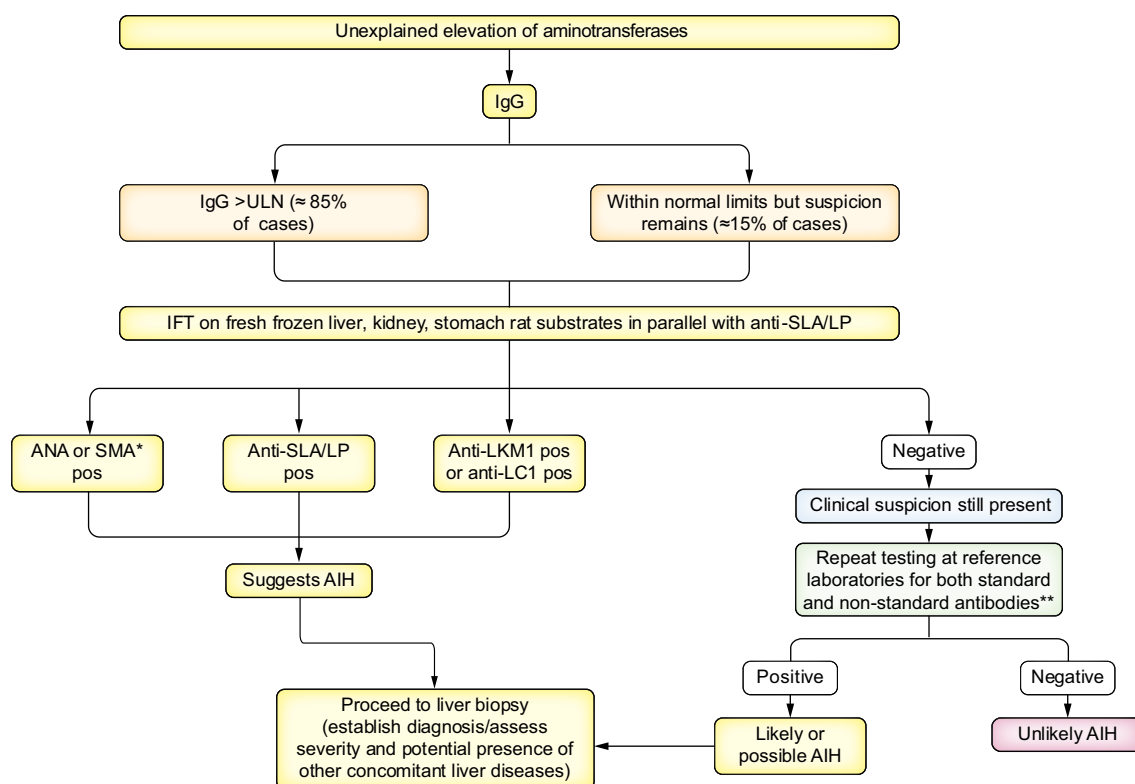 Unexplained elevation of aminotransferases
IgG
IgG >ULN (≈ 85%
of cases)
Within normal limits but suspicion
remains (≈15% of cases)
IFT on fresh frozen liver, kidney, stomach rat substrates in parallel with anti-SLA/LP
ANA or SMA*
pos
Anti-SLA/LP
pos
Anti-LKM1 pos
or anti-LC1 pos
Negative
Clinical suspicion still present
Repeat testing at reference
laboratories for both standard
and non-standard antibodies**
Suggests AIH
Positive
Negative
Proceed to liver biopsy
(establish diagnosis/assess
severity and potential presence of
other concomitant liver diseases)
Likely or
possible AIH
Unlikely AIH